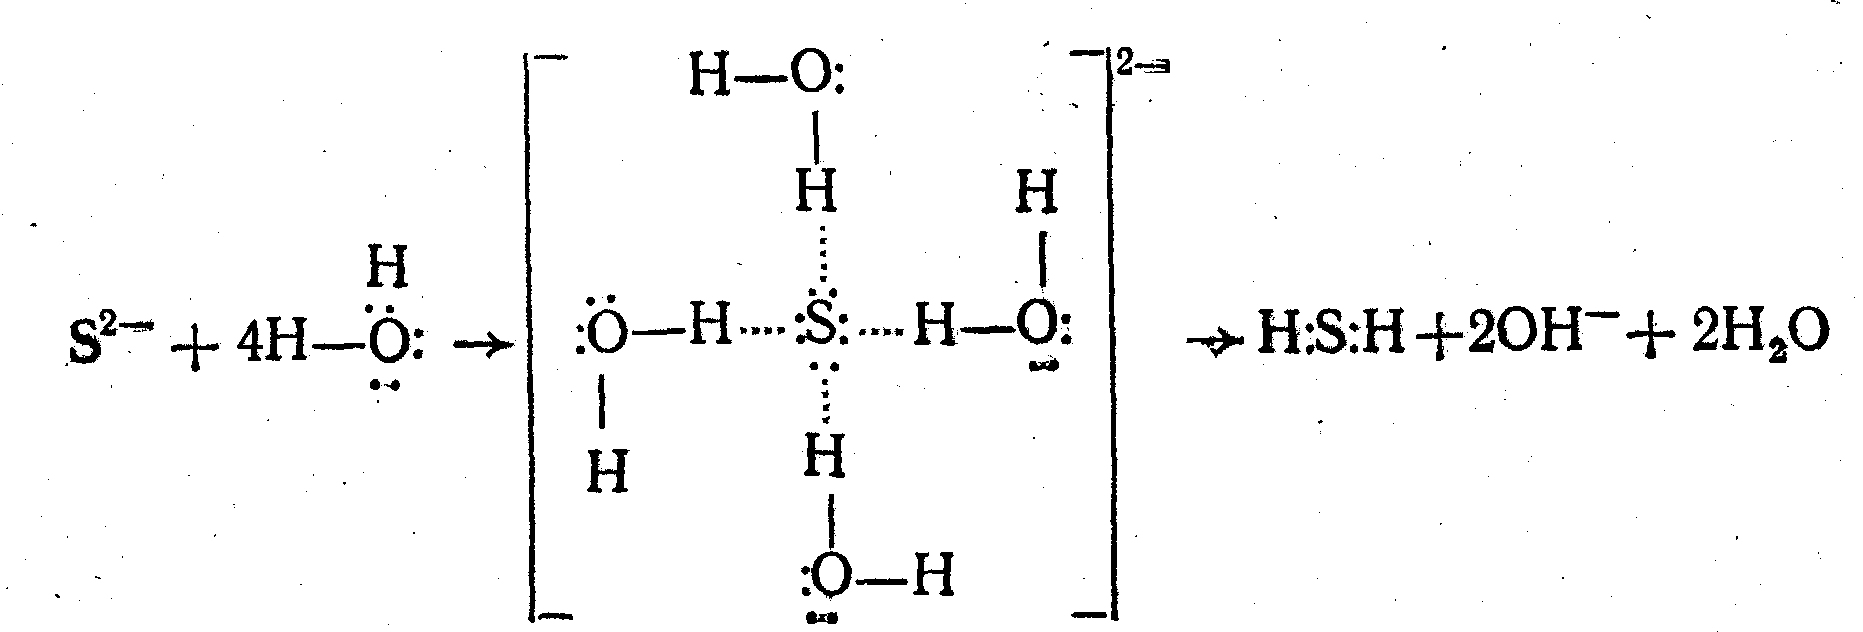 H—O: 2—
H H
H
S²⁻ + 4H—O: → :O—H·····:S:·····H—O: → H:S:H + 2OH⁻ + 2H₂O
H H
:O—H